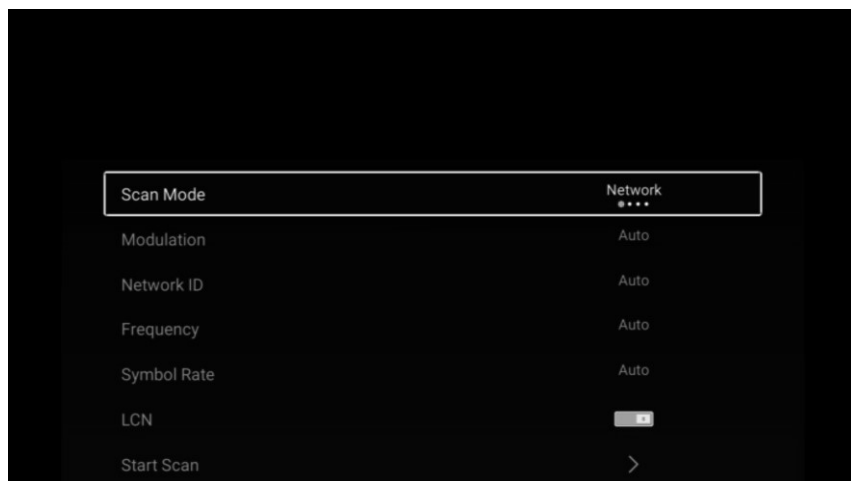 Scan Mode Network
Modulation Auto
Network ID Auto
Frequency Auto
Symbol Rate Auto
LCN
Start Scan